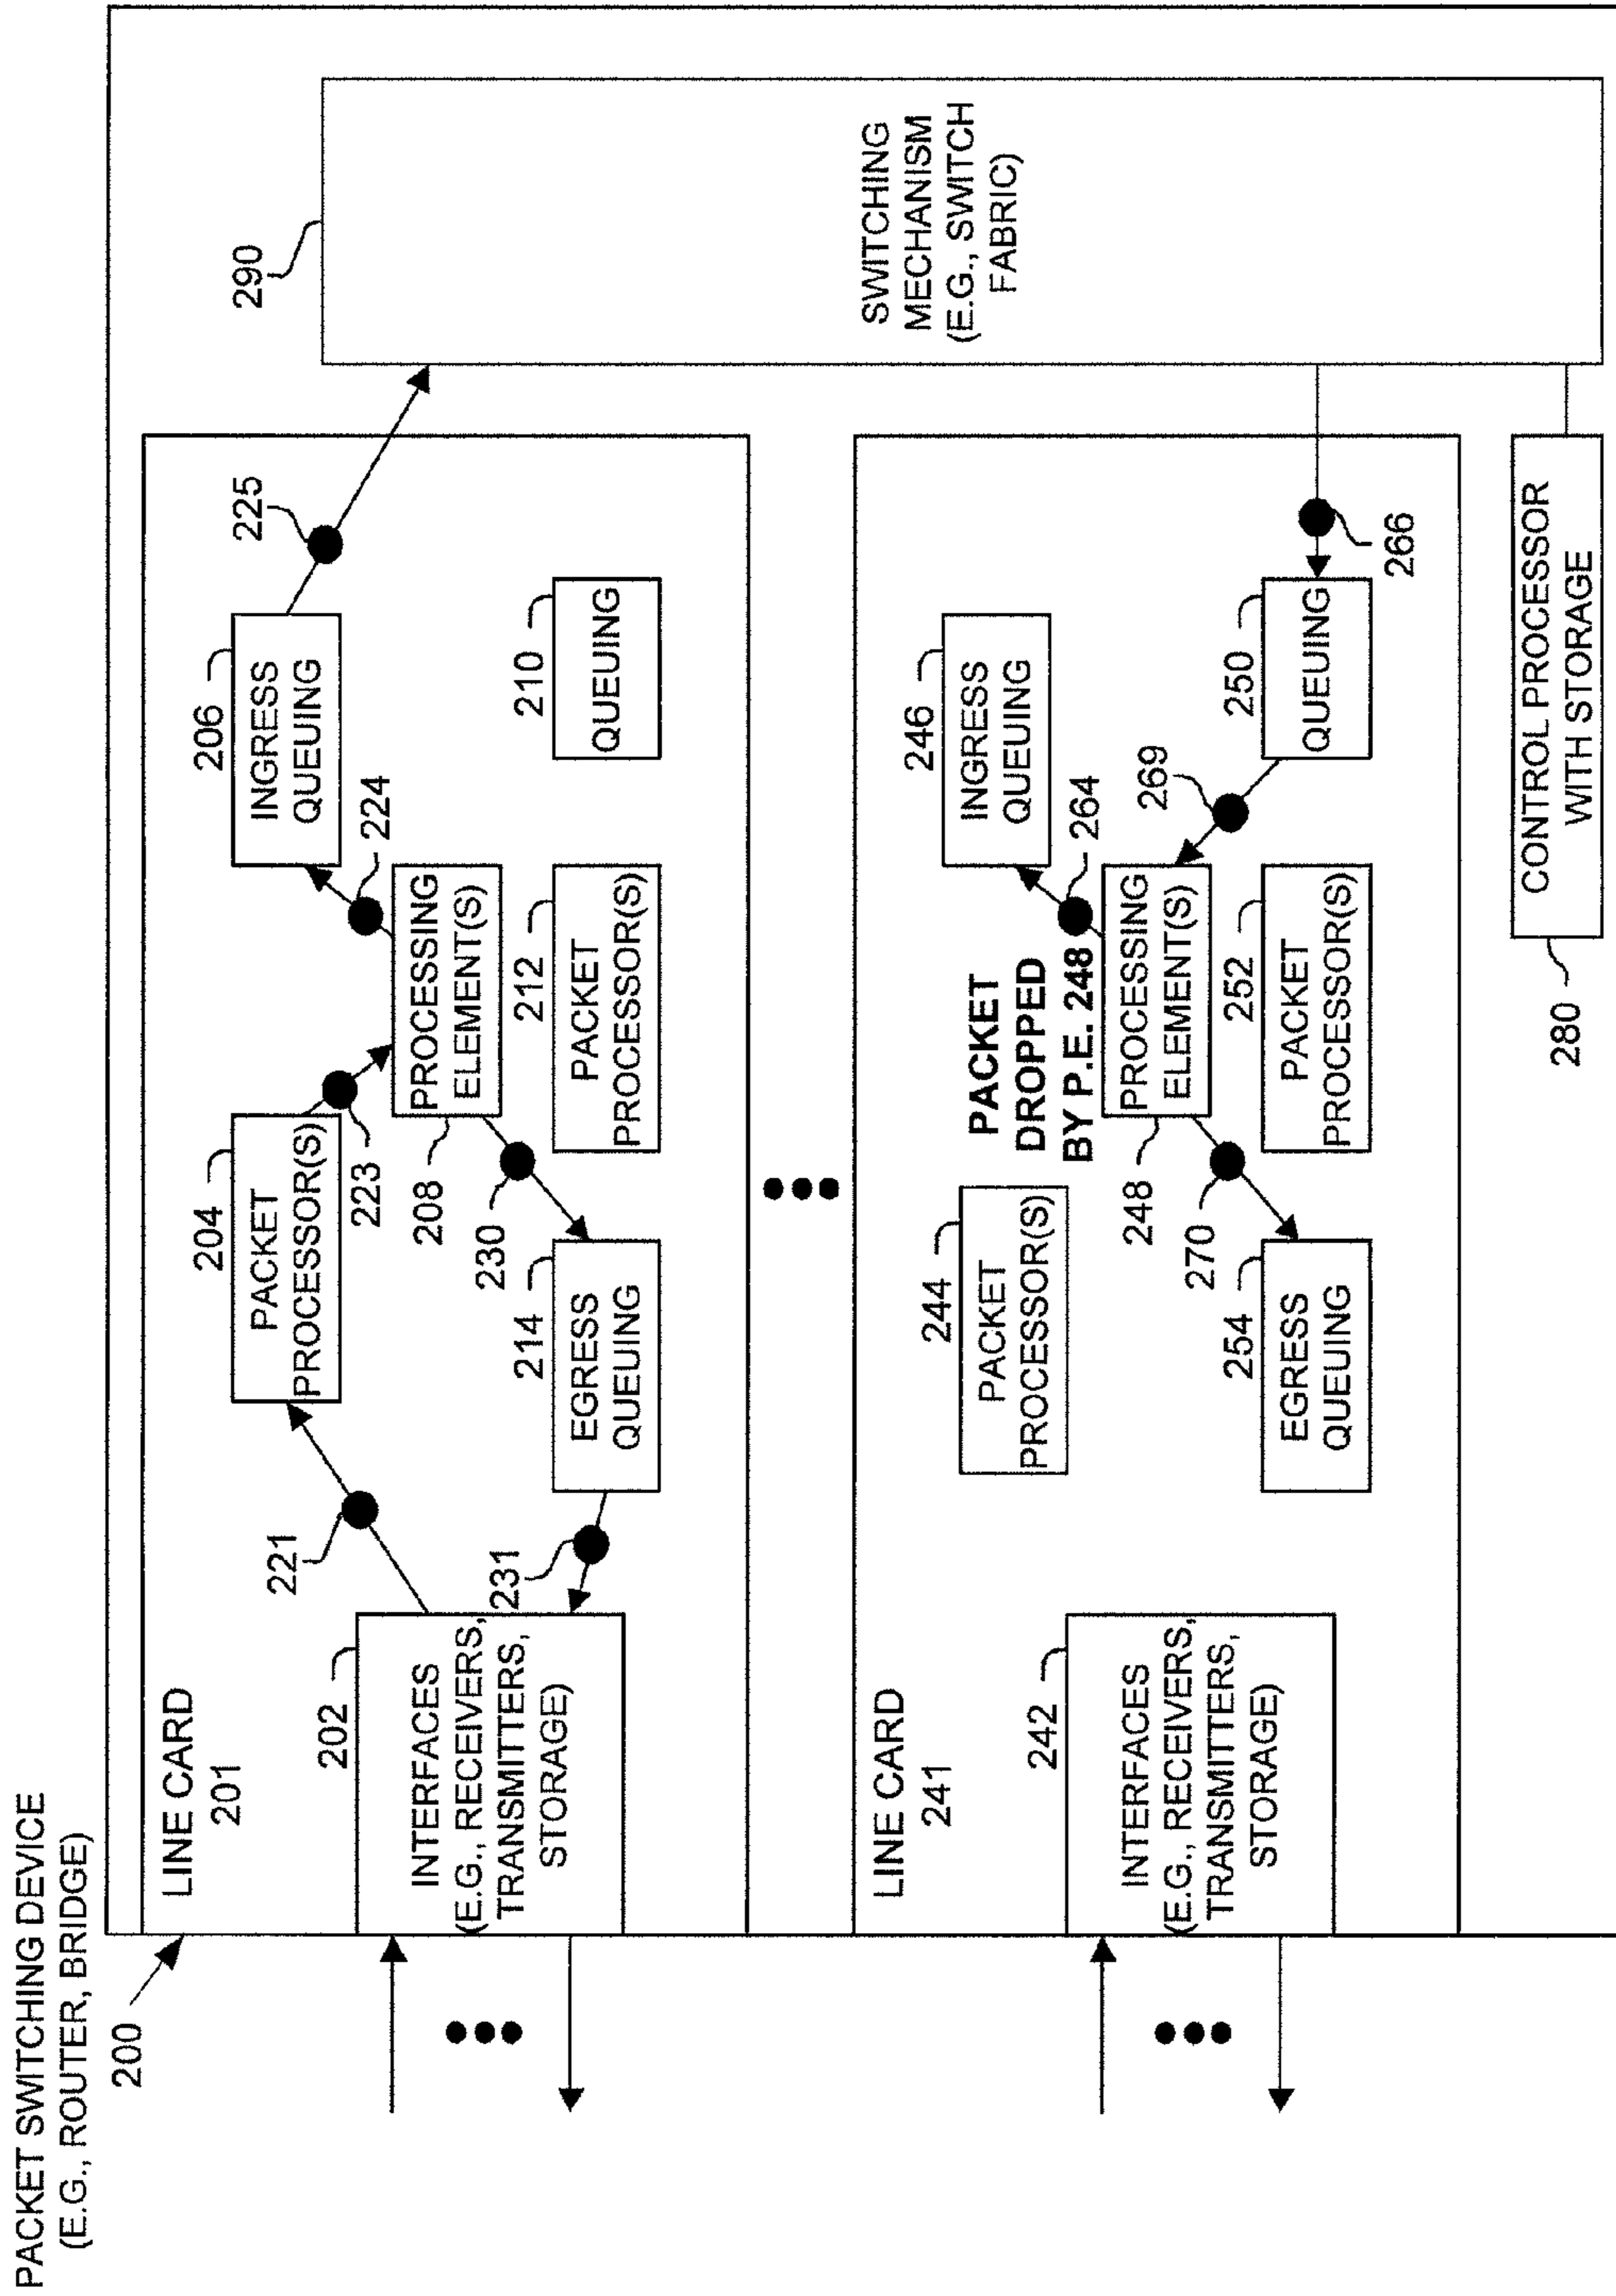 PACKET SWITCHING DEVICE
(E.G., ROUTER, BRIDGE)
200
LINE CARD
201
202
INTERFACES
(E.G., RECEIVERS,
TRANSMITTERS,
STORAGE)
221
204
PACKET
PROCESSOR(S)
223
208
PROCESSING
ELEMENT(S)
224
206
INGRESS
QUEUING
225
210
QUEUING
212
PACKET
PROCESSOR(S)
230
214
EGRESS
QUEUING
231
290
SWITCHING
MECHANISM
(E.G., SWITCH
FABRIC)
LINE CARD
241
242
INTERFACES
(E.G., RECEIVERS,
TRANSMITTERS,
STORAGE)
244
PACKET
PROCESSOR(S)
PACKET
DROPPED
BY P.E. 248
248
PROCESSING
ELEMENT(S)
264
246
INGRESS
QUEUING
269
250
QUEUING
266
252
PACKET
PROCESSOR(S)
270
254
EGRESS
QUEUING
280
CONTROL PROCESSOR
WITH STORAGE